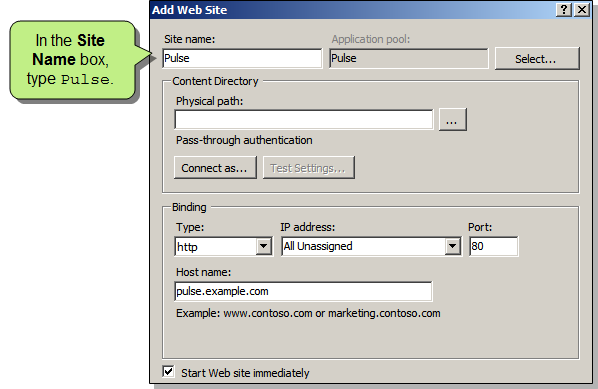 In the Site
Name box,
type Pulse.
Add Web Site
?
Site name:
Application pool:
Pulse
Pulse
Select...
Content Directory
Physical path:
...
Pass-through authentication
Connect as...
Test Settings...
Binding
Type:
IP address:
Port:
http
All Unassigned
80
Host name:
pulse.example.com
Example: www.contoso.com or marketing.contoso.com
Start Web site immediately